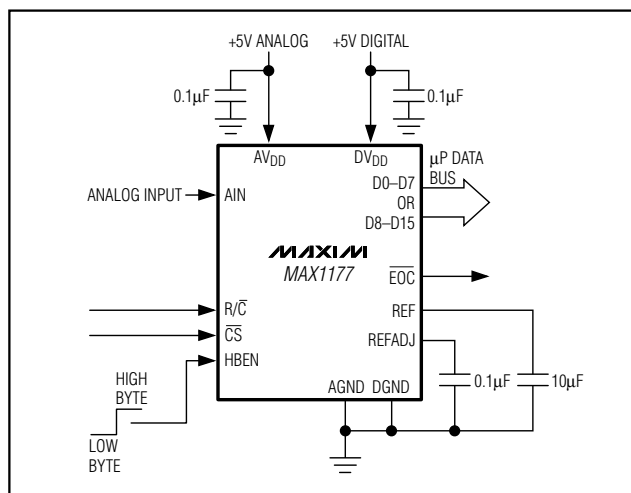 +5V ANALOG
+5V DIGITAL
0.1µF
0.1µF
AVDD
DVDD
µP DATA
BUS
D0–D7
OR
D8–D15
ANALOG INPUT
AIN
MAXIM
MAX1177
EOC
R/C
REF
CS
REFADJ
HBEN
HIGH
BYTE
0.1µF
10µF
AGND
DGND
LOW
BYTE